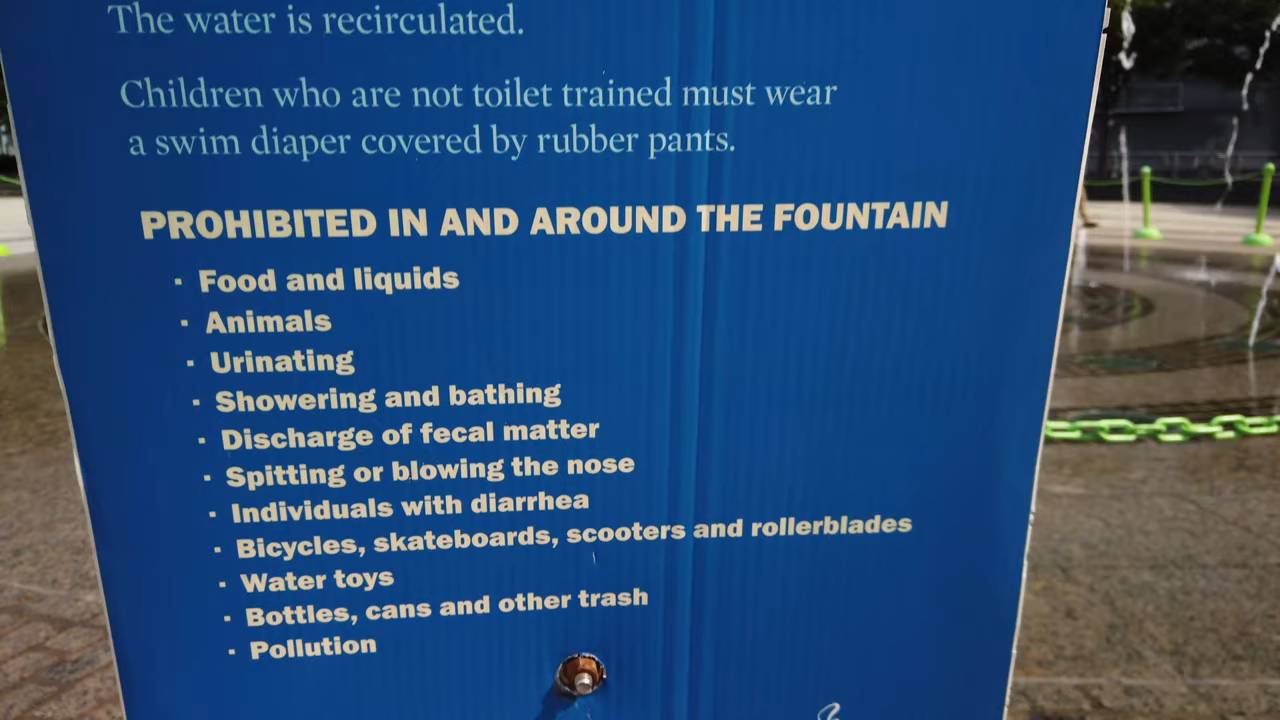 The water is recirculated.
Children who are not toilet trained must wear
a swim diaper covered by rubber pants.
PROHIBITED IN AND AROUND THE FOUNTAIN
· Food and liquids
· Animals
· Urinating
· Showering and bathing
· Discharge of fecal matter
· Spitting or blowing the nose
· Individuals with diarrhea
· Bicycles, skateboards, scooters and rollerblades
· Water toys
· Bottles, cans and other trash
· Pollution